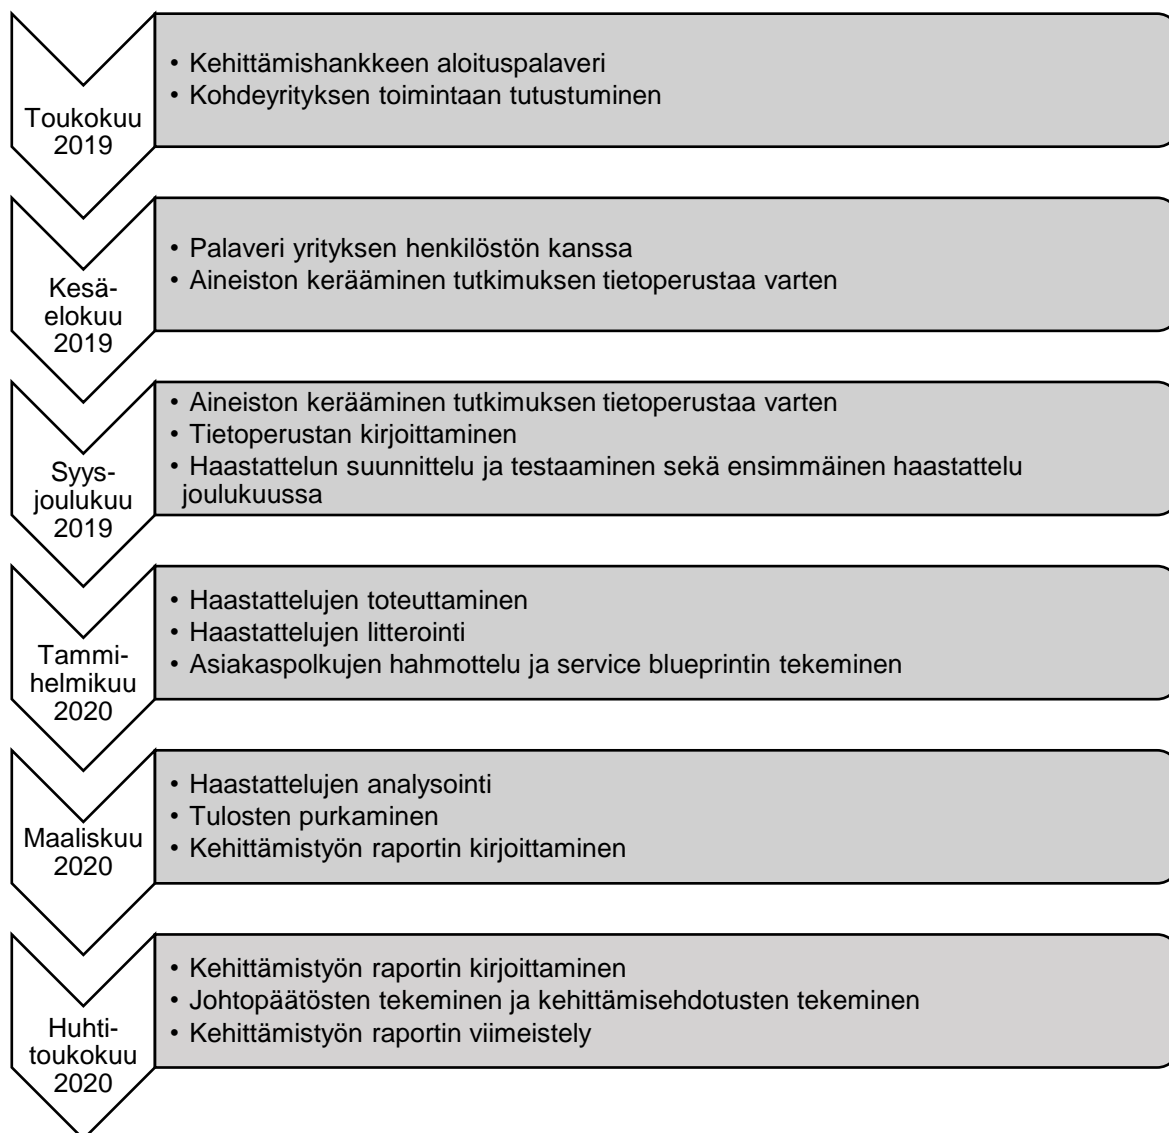 Toukokuu
2019
• Kehittämishankkeen aloituspalaveri
• Kohdeyrityksen toimintaan tutustuminen
Kesä-
elokuu
2019
• Palaveri yrityksen henkilöstön kanssa
• Aineiston kerääminen tutkimuksen tietoperustaa varten
Syys-
joulukuu
2019
• Aineiston kerääminen tutkimuksen tietoperustaa varten
• Tietoperustan kirjoittaminen
• Haastattelun suunnittelu ja testaaminen sekä ensimmäinen haastattelu
joulukuussa
Tammi-
helmikuu
2020
• Haastattelujen toteuttaminen
• Haastattelujen litterointi
• Asiakaspolkujen hahmottelu ja service blueprintin tekeminen
Maaliskuu
2020
• Haastattelujen analysointi
• Tulosten purkaminen
• Kehittämistyön raportin kirjoittaminen
Huhti-
toukokuu
2020
• Kehittämistyön raportin kirjoittaminen
• Johtopäätösten tekeminen ja kehittämisehdotusten tekeminen
• Kehittämistyön raportin viimeistely